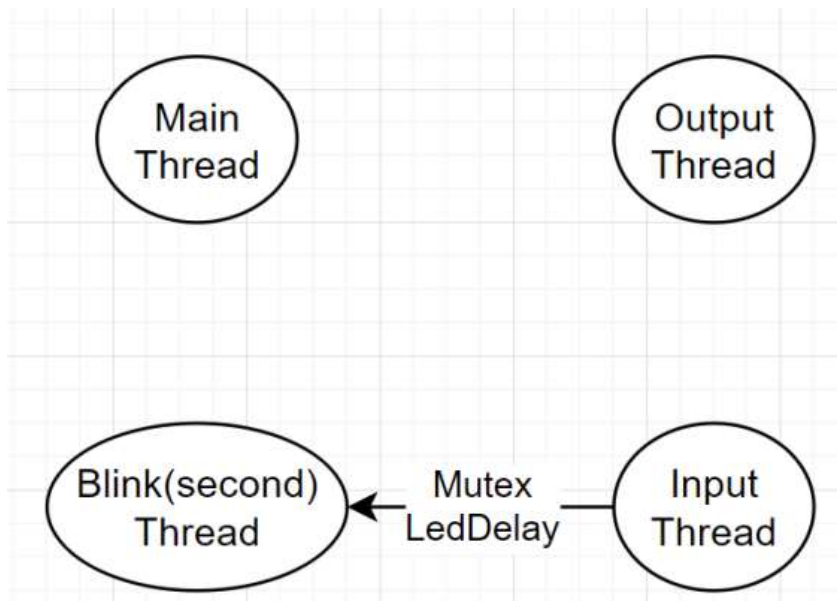 Main
Thread
Output
Thread
Blink(second)
Thread
Mutex
LedDelay
Input
Thread